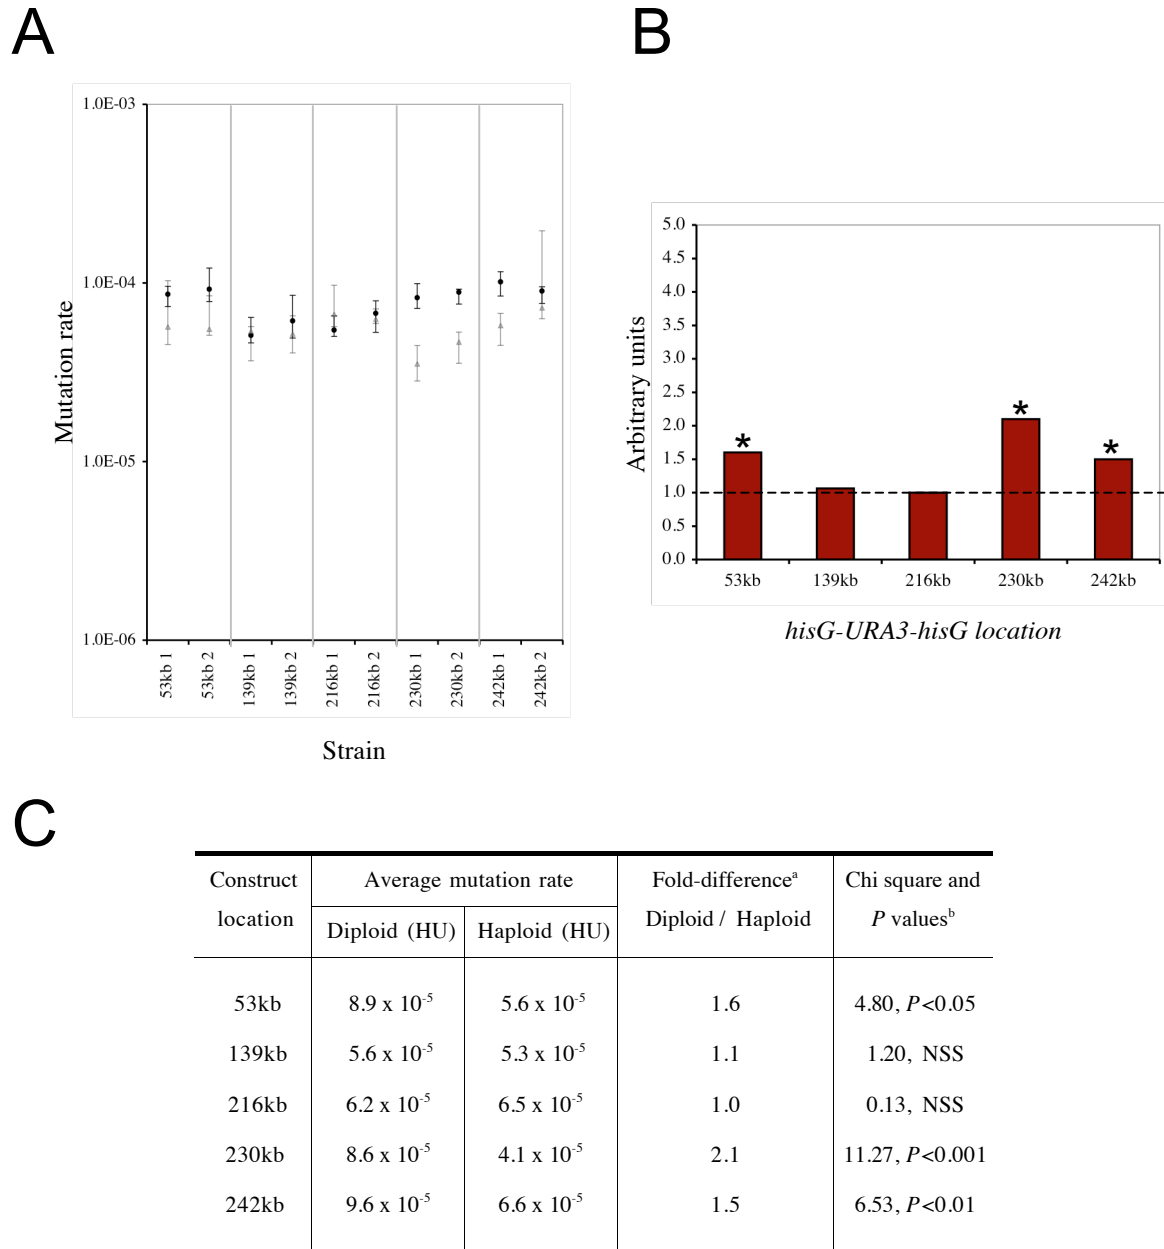 A
1.0E-03
1.0E-04
1.0E-05
1.0E-06
Mutation rate
53kb 1
53kb 2
139kb 1
139kb 2
216kb 1
216kb 2
230kb 1
230kb 2
242kb 1
242kb 2
Strain
B
5.0
4.5
4.0
3.5
3.0
2.5
2.0
1.5
1.0
0.5
0.0
Arbitrary units
* * *
53kb 139kb 216kb 230kb 242kb
hisG-URA3-hisG location
C
Construct location
Average mutation rate
Diploid (HU) Haploid (HU)
Fold-differenceᵃ
Diploid / Haploid
Chi square and
P valuesᵇ
53kb 8.9 x 10⁻⁵ 5.6 x 10⁻⁵ 1.6 4.80, P<0.05
139kb 5.6 x 10⁻⁵ 5.3 x 10⁻⁵ 1.1 1.20, NSS
216kb 6.2 x 10⁻⁵ 6.5 x 10⁻⁵ 1.0 0.13, NSS
230kb 8.6 x 10⁻⁵ 4.1 x 10⁻⁵ 2.1 11.27, P<0.001
242kb 9.6 x 10⁻⁵ 6.6 x 10⁻⁵ 1.5 6.53, P<0.01